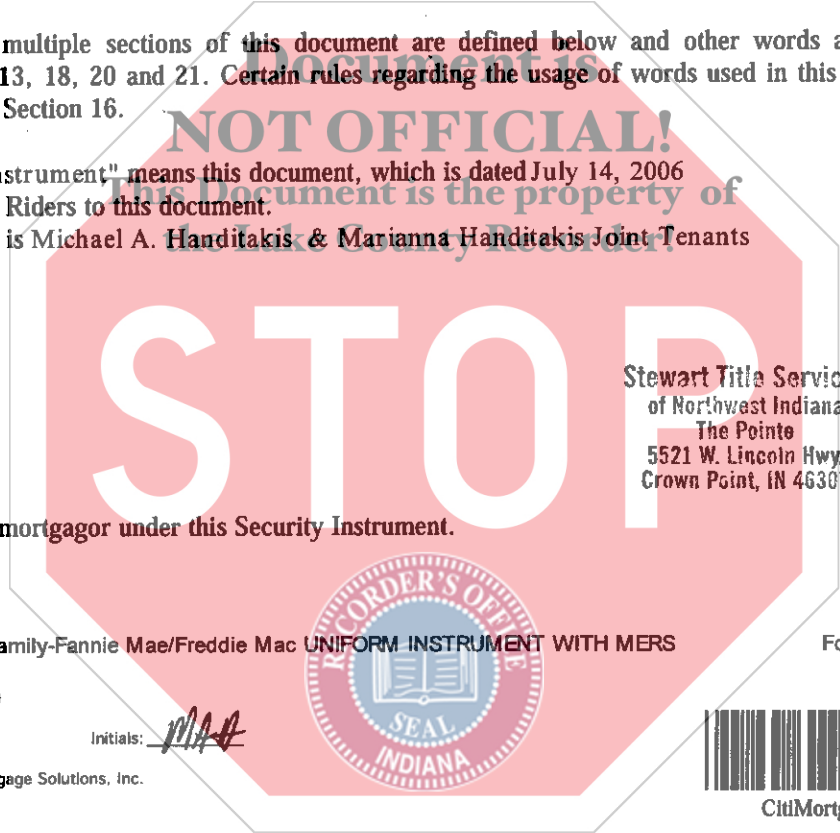 multiple sections of this document are defined below and other words a
13, 18, 20 and 21. Certain rules regarding the usage of words used in this
Section 16.
Document is
NOT OFFICIAL!
This Document is the property of
the Lake County Recorder!
strument" means this document, which is dated July 14, 2006
Riders to this document.
is Michael A. Handitakis & Marianna Handitakis Joint Tenants
STOP
Stewart Title Servic
of Northwest Indiana
The Pointe
5521 W. Lincoln Hwy
Crown Point, IN 4630
mortgagor under this Security Instrument.
RECORDER'S OFFICE
SEAL
INDIANA
amily-Fannie Mae/Freddie Mac UNIFORM INSTRUMENT WITH MERS
Fo
Initials: MAH
gage Solutions, Inc.
CitiMortg